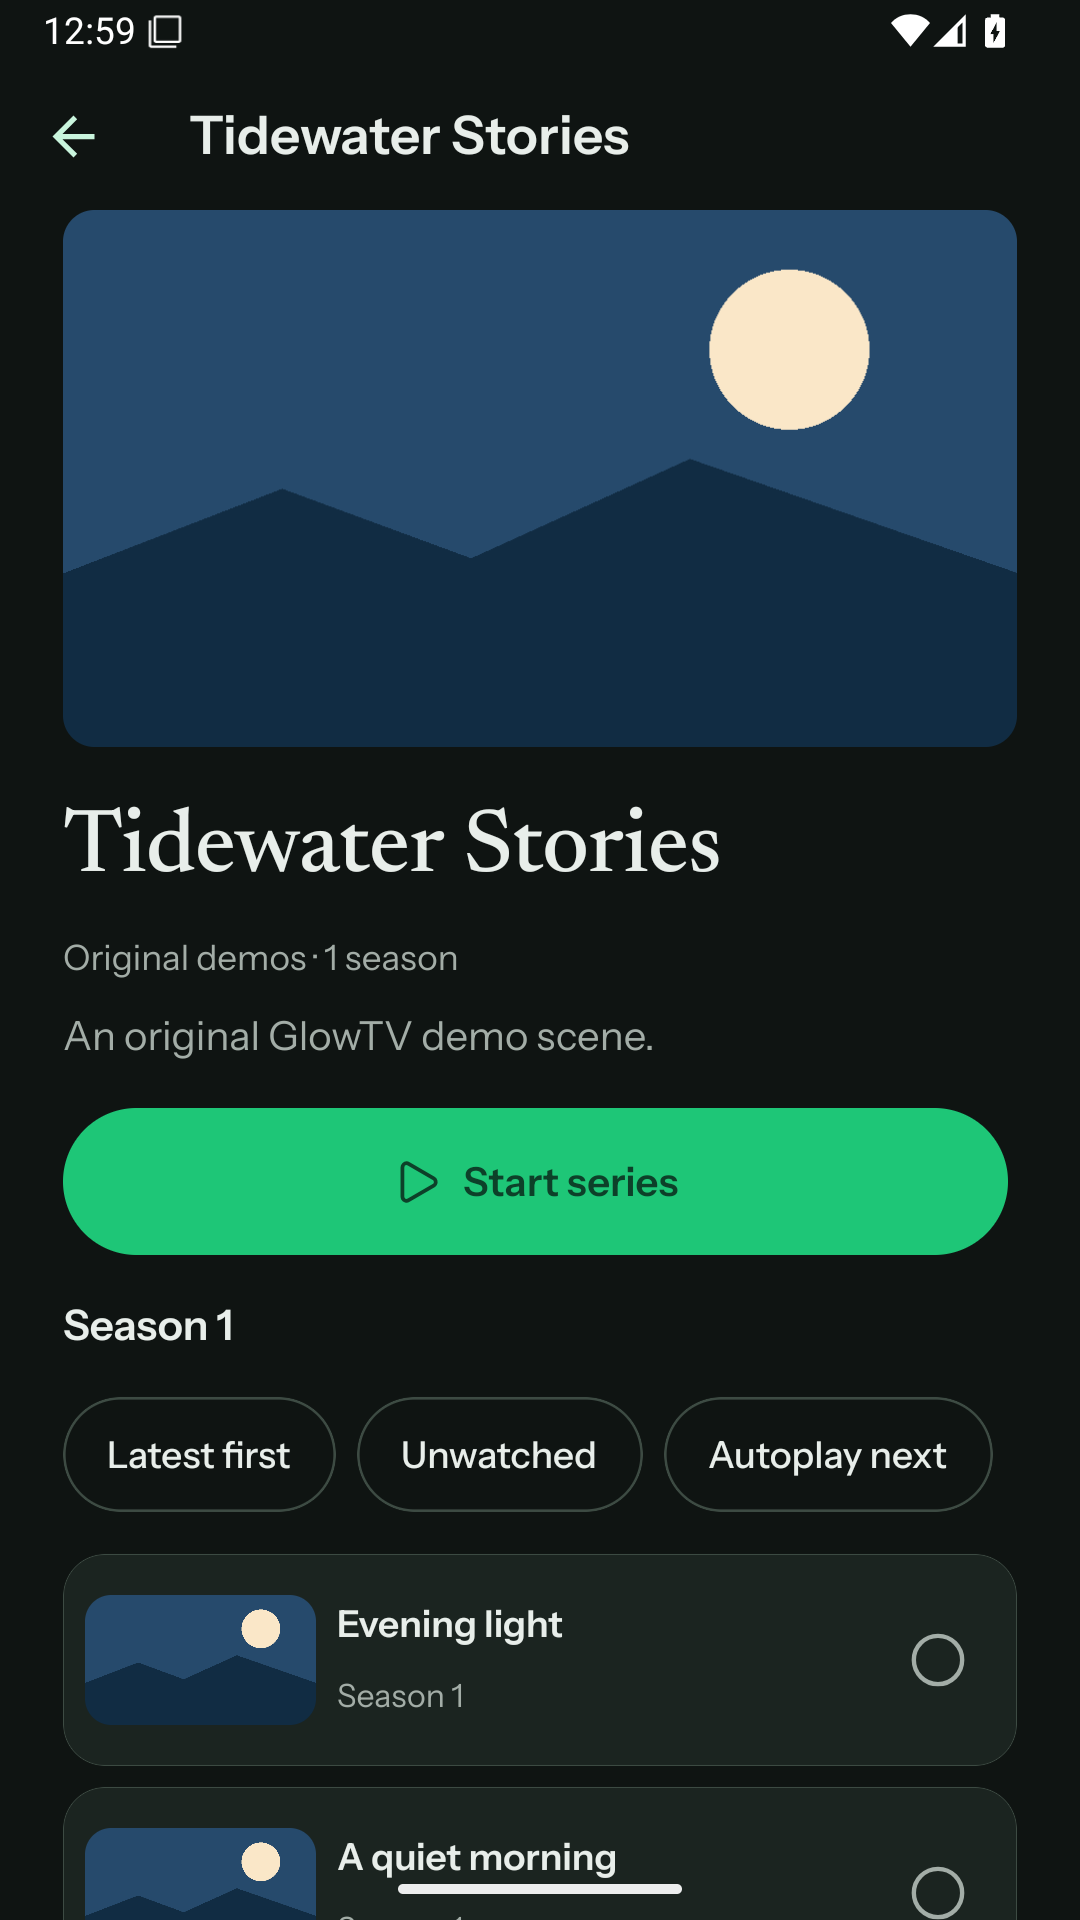 12:59
Tidewater Stories
Tidewater Stories
Original demos · 1 season
An original GlowTV demo scene.
Start series
Season 1
Latest first
Unwatched
Autoplay next
Evening light
Season 1
A quiet morning